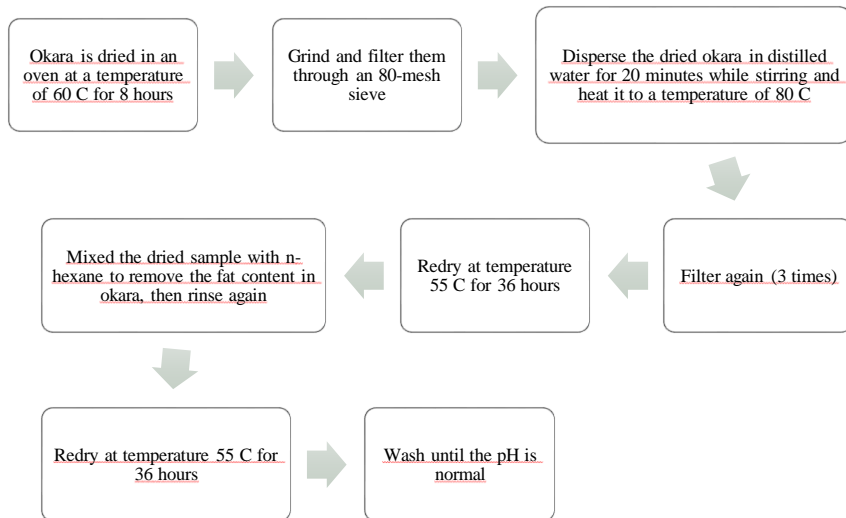 Okara is dried in an
oven at a temperature
of 60 C for 8 hours
Grind and filter them
through an 80-mesh
sieve
Disperse the dried okara in distilled
water for 20 minutes while stirring and
heat it to a temperature of 80 C
Filter again (3 times)
Redry at temperature
55 C for 36 hours
Mixed the dried sample with n-
hexane to remove the fat content in
okara, then rinse again
Redry at temperature 55 C for
36 hours
Wash until the pH is
normal